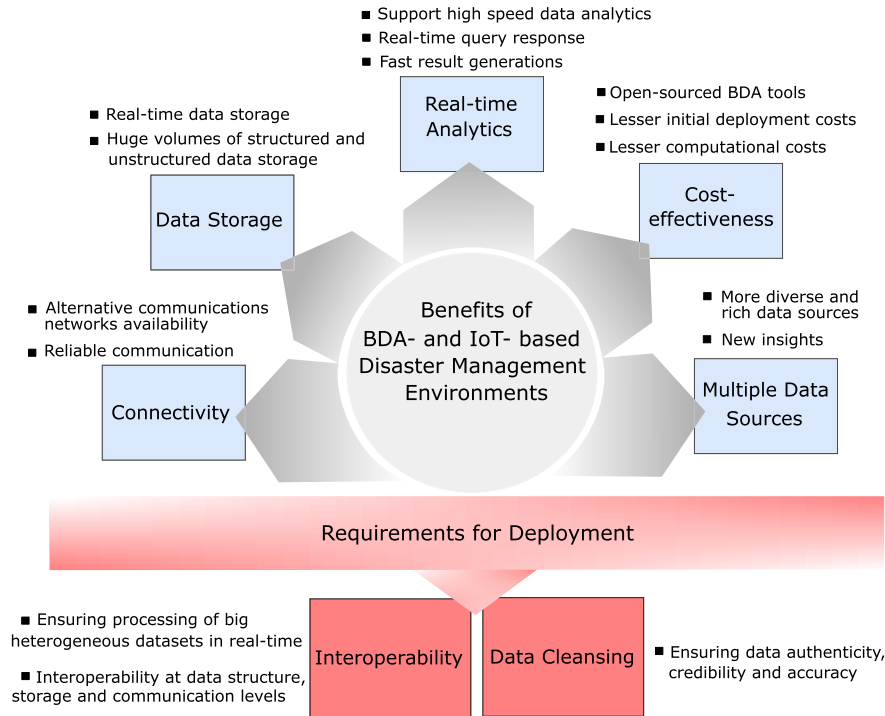 ■ Support high speed data analytics
■ Real-time query response
■ Fast result generations
Real-time
Analytics
■ Real-time data storage
■ Huge volumes of structured and
unstructured data storage
Data Storage
■ Open-sourced BDA tools
■ Lesser initial deployment costs
■ Lesser computational costs
Cost-
effectiveness
■ Alternative communications
networks availability
■ Reliable communication
Connectivity
Benefits of
BDA- and IoT- based
Disaster Management
Environments
■ More diverse and
rich data sources
■ New insights
Multiple Data
Sources
Requirements for Deployment
■ Ensuring processing of big
heterogeneous datasets in real-time
■ Interoperability at data structure,
storage and communication levels
Interoperability
Data Cleansing
■ Ensuring data authenticity,
credibility and accuracy